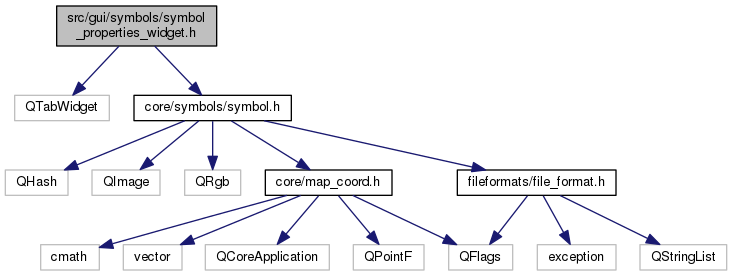 src/gui/symbols/symbol
_properties_widget.h
QTabWidget
core/symbols/symbol.h
QHash
QImage
QRgb
core/map_coord.h
fileformats/file_format.h
cmath
vector
QCoreApplication
QPointF
QFlags
exception
QStringList